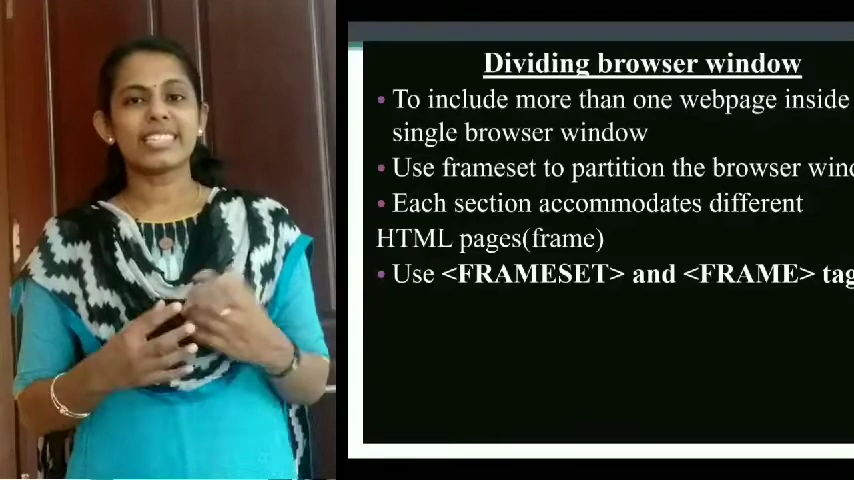 Dividing browser window
• To include more than one webpage inside
single browser window
• Use frameset to partition the browser
• Each section accommodates different
HTML pages(frame)
• Use <FRAMESET> and <FRAME>